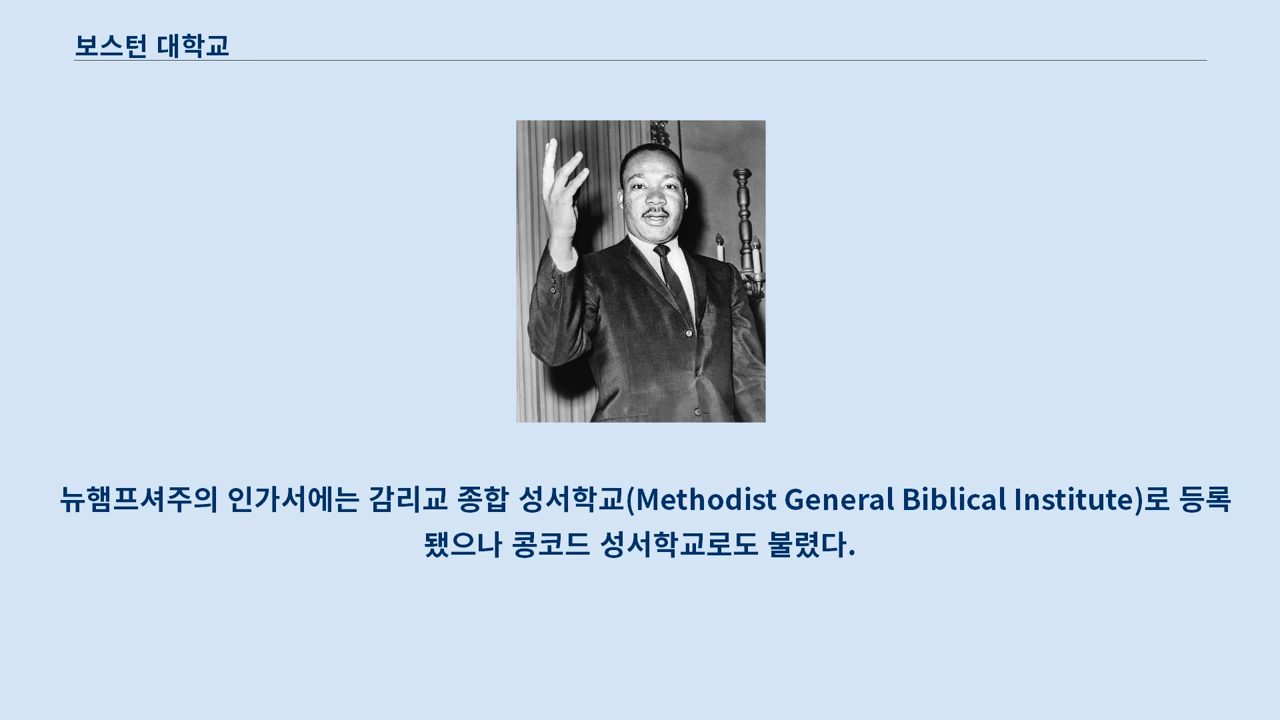 보스턴 대학교
뉴햄프셔주의 인가서에는 감리교 종합 성서학교(Methodist General Biblical Institute)로 등록
됐으나 콩코드 성서학교로도 불렸다.